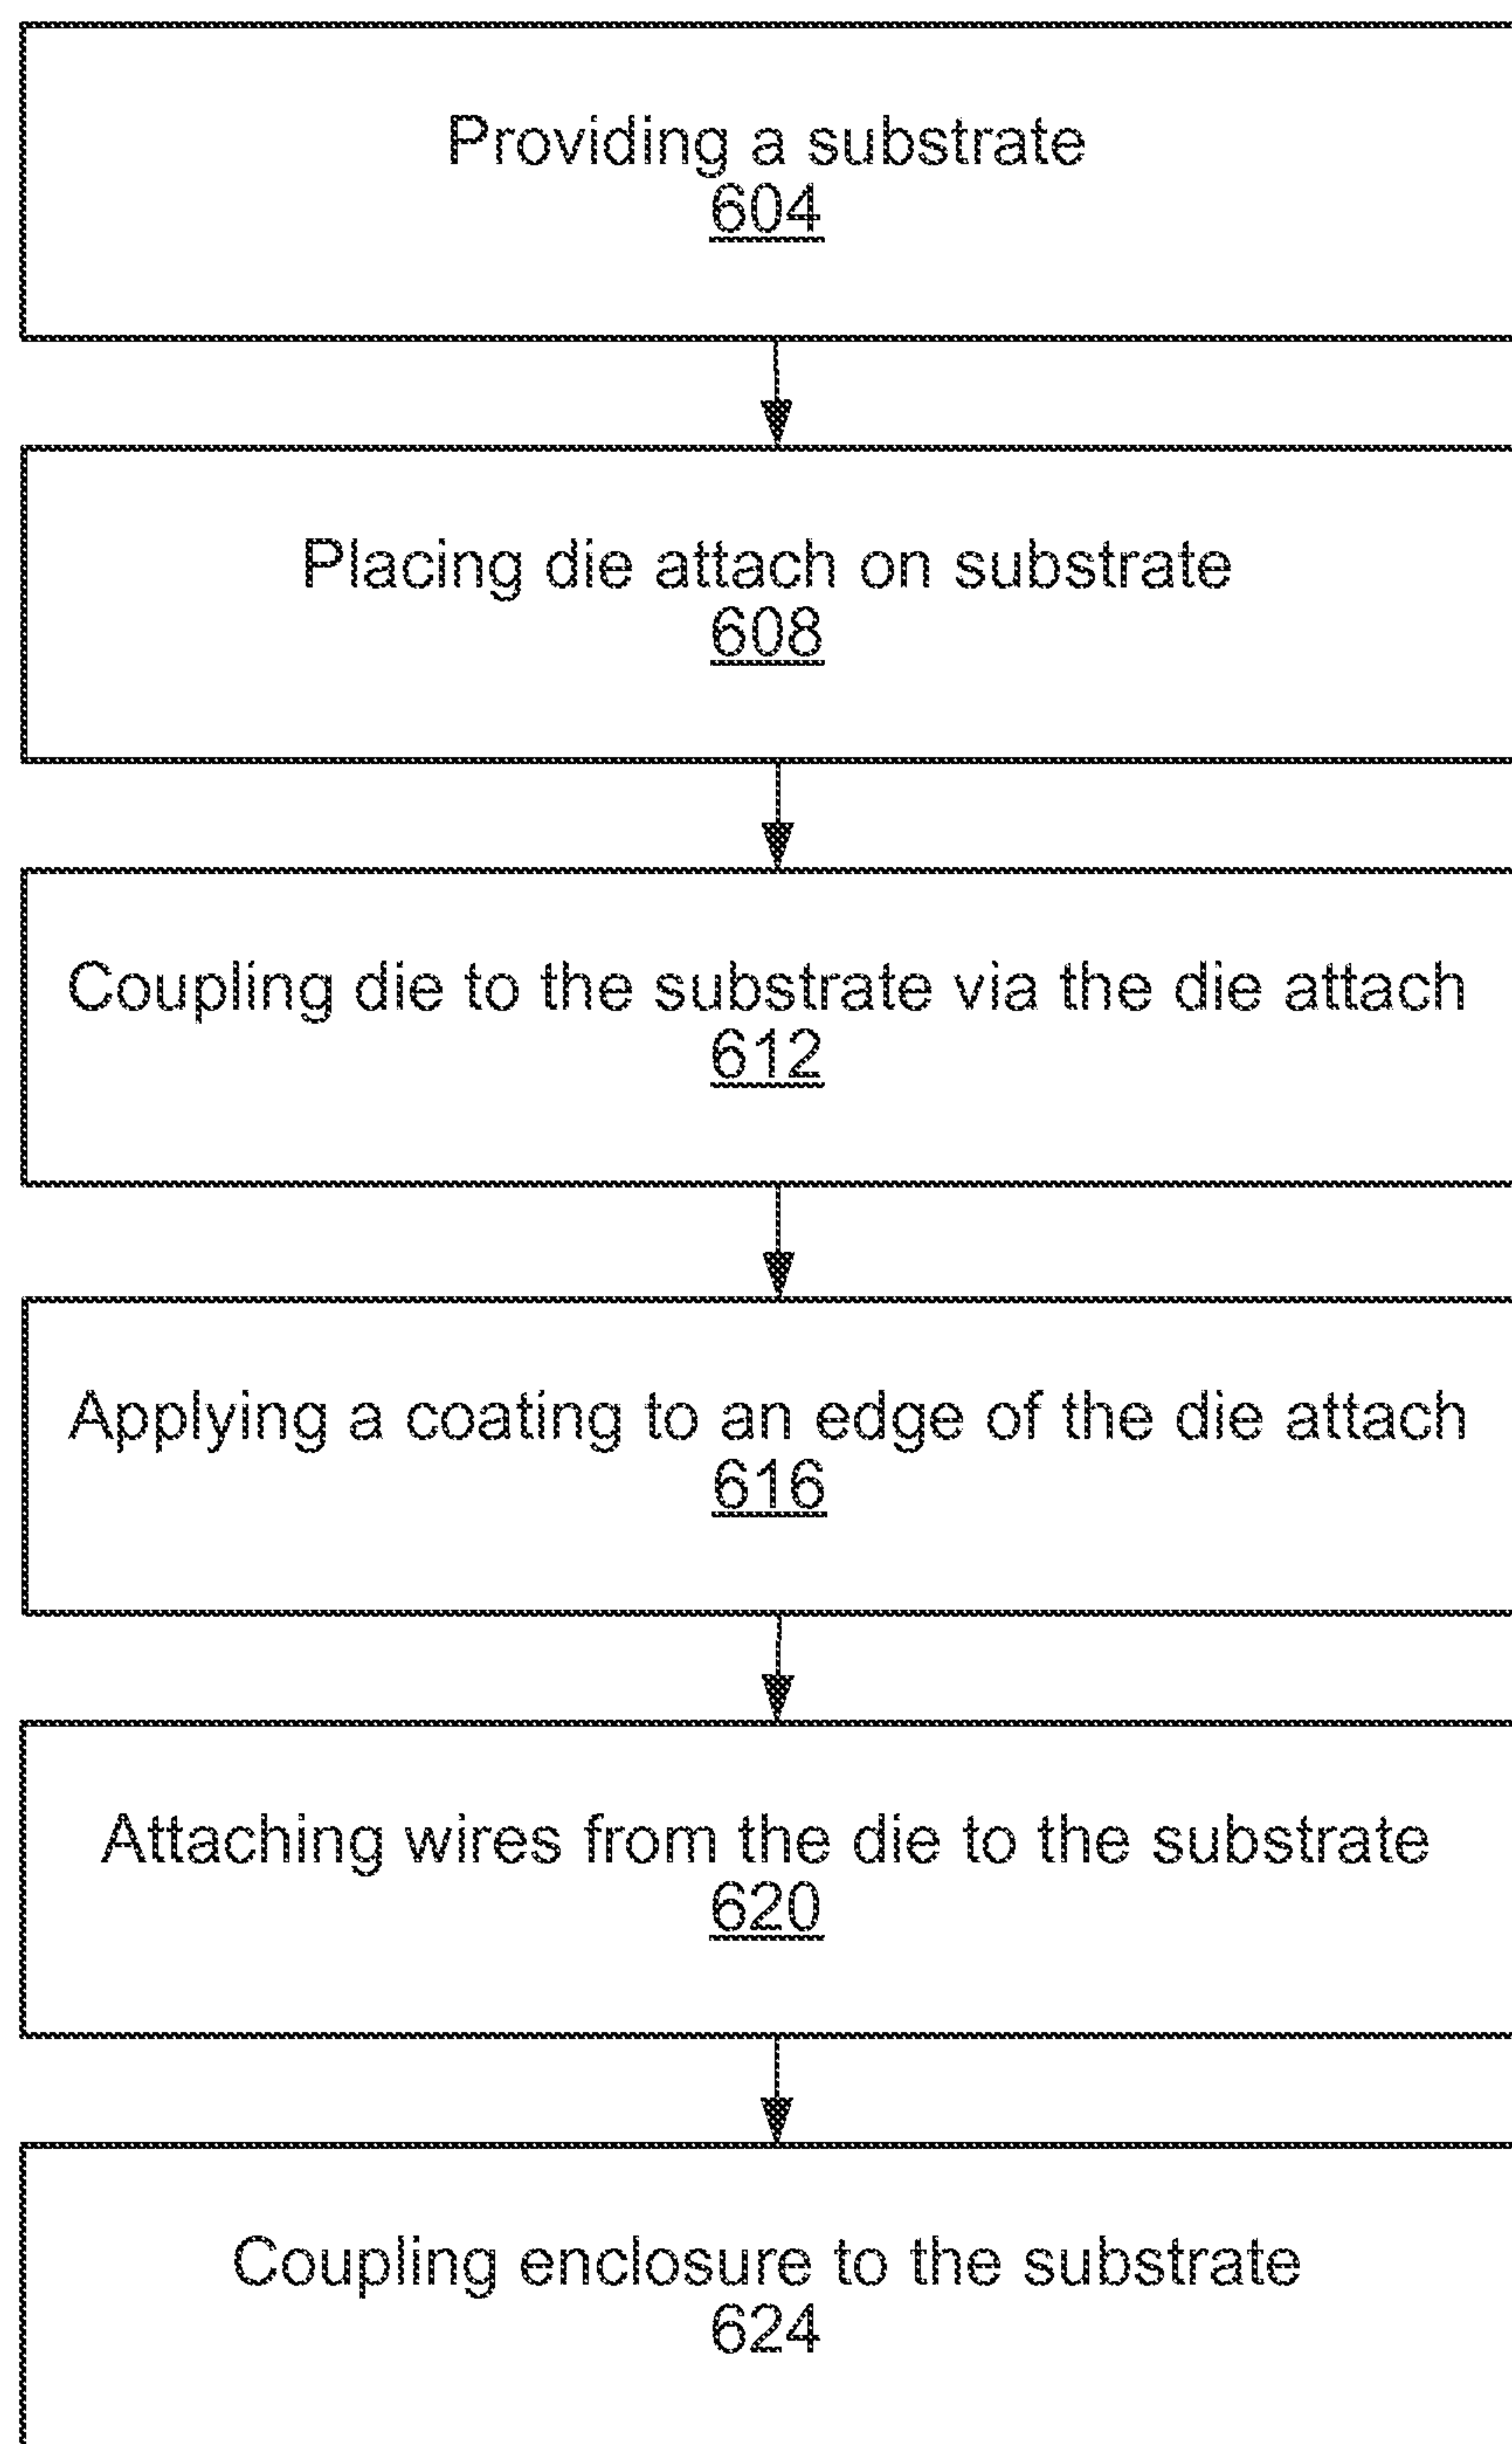 Providing a substrate
604
Placing die attach on substrate
608
Coupling die to the substrate via the die attach
612
Applying a coating to an edge of the die attach
616
Attaching wires from the die to the substrate
620
Coupling enclosure to the substrate
624